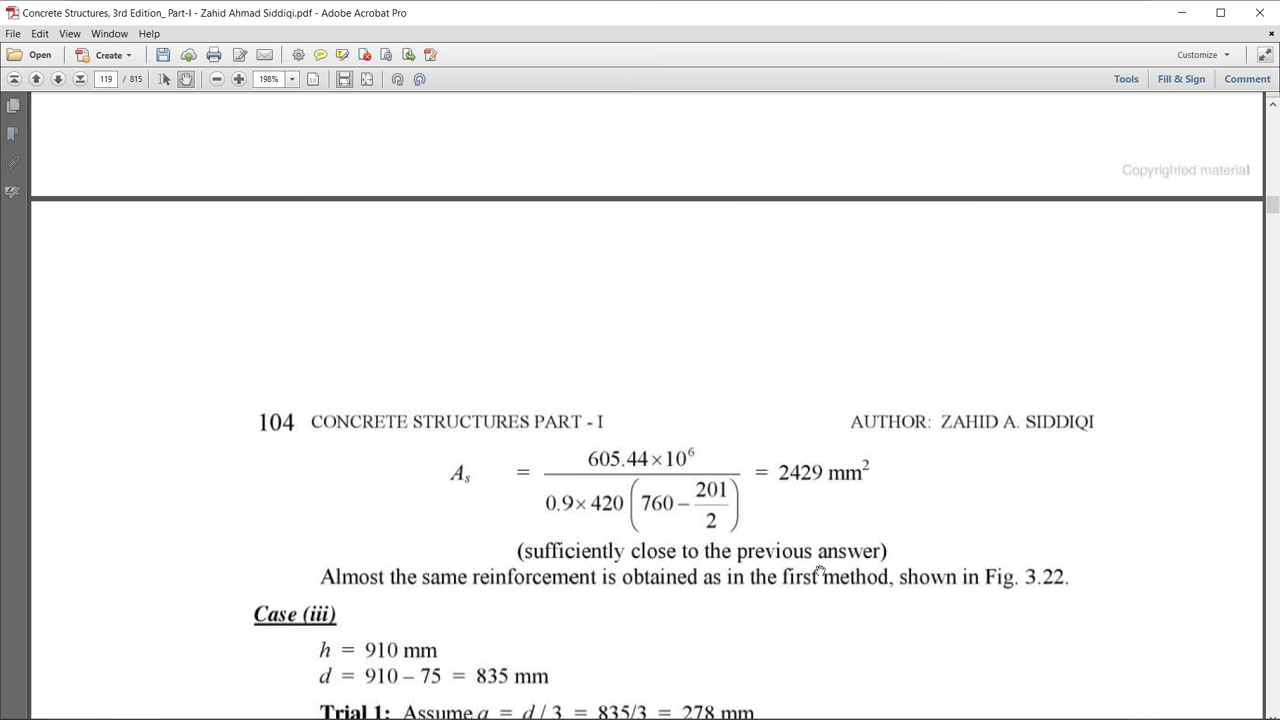 Concrete Structures, 3rd Edition_ Part-I - Zahid Ahmad Siddiqi.pdf - Adobe Acrobat Pro
File Edit View Window Help
Open Create Customize
119 / 815 198% Tools Fill & Sign Comment
Copyrighted material
104 CONCRETE STRUCTURES PART - I AUTHOR: ZAHID A. SIDDIQI
A_s = 605.44×10^6 / 0.9×420 (760 – 201/2) = 2429 mm²
(sufficiently close to the previous answer)
Almost the same reinforcement is obtained as in the first method, shown in Fig. 3.22.
Case (iii)
h = 910 mm
d = 910 – 75 = 835 mm
Trial 1: Assume a = d / 3 = 835/3 = 278 mm